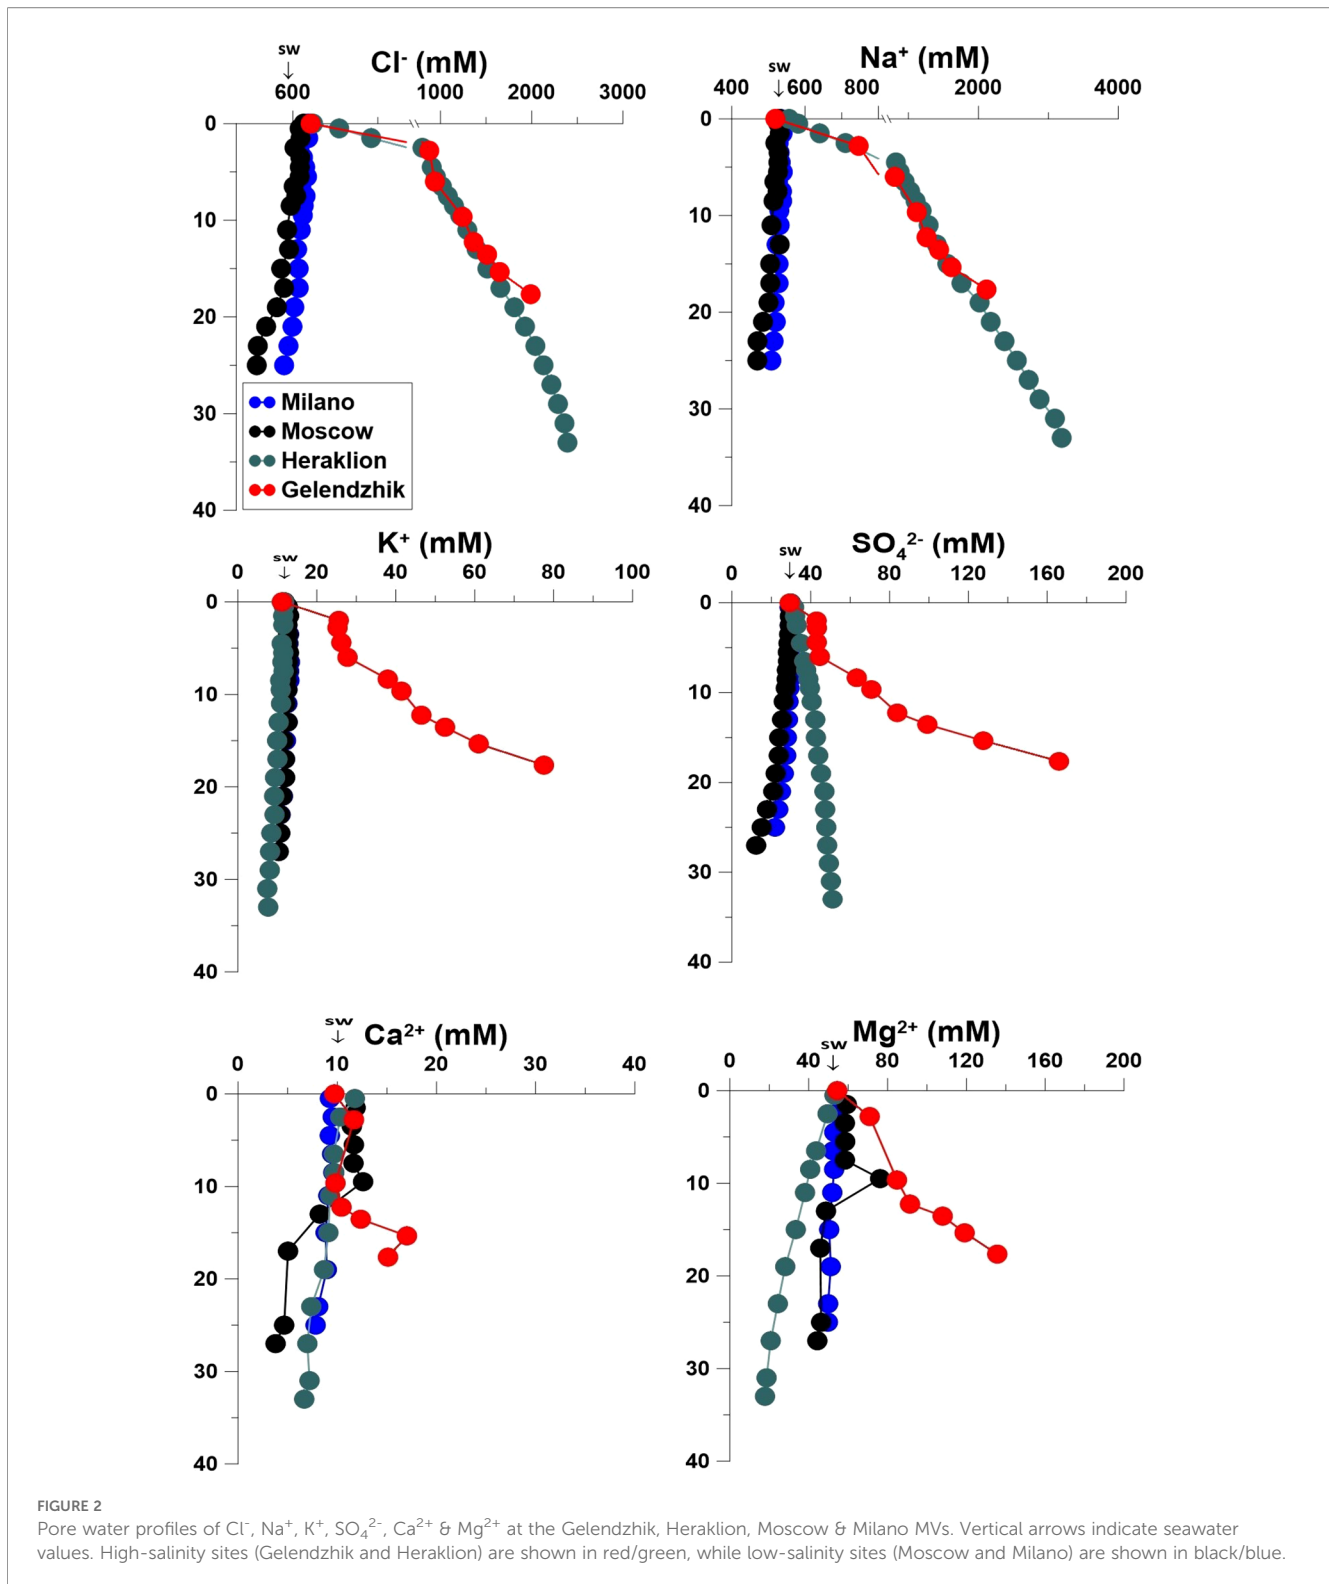 sw
Cl⁻ (mM)
600 1000 2000 3000
0
10
20
30
40
Milano
Moscow
Heraklion
Gelendzhik
sw
Na⁺ (mM)
400 600 800 2000 4000
0
10
20
30
40
K⁺ (mM)
sw
0 20 40 60 80 100
0
10
20
30
40
SO₄²⁻ (mM)
sw
0 40 80 120 160 200
0
10
20
30
40
sw
Ca²⁺ (mM)
0 10 20 30 40
0
10
20
30
40
Mg²⁺ (mM)
sw
0 40 80 120 160 200
0
10
20
30
40
FIGURE 2
Pore water profiles of Cl⁻, Na⁺, K⁺, SO₄²⁻, Ca²⁺ & Mg²⁺ at the Gelendzhik, Heraklion, Moscow & Milano MVs. Vertical arrows indicate seawater
values. High-salinity sites (Gelendzhik and Heraklion) are shown in red/green, while low-salinity sites (Moscow and Milano) are shown in black/blue.